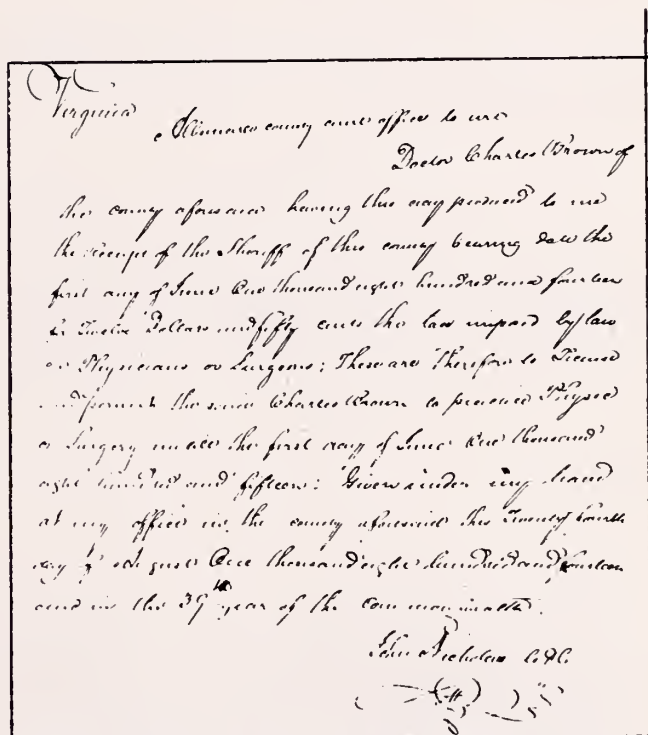 Virginia
Albemarle county court office to wit
Doctor Charles Brown of
the county aforesaid having this day produced to me
the receipt of the Sheriff of this county bearing date the
first day of June One thousand eight hundred and fourteen
for Twelve Dollars and fifty cents the tax imposed by law
on Physicians or Surgeons; These are therefore to License
and permit the said Charles Brown to practice Physic
or Surgery untill the first day of June One thousand
eight hundred and fifteen: Given under my hand
at my office in the county aforesaid this Twenty fourth
day of August One thousand eight hundred and fourteen
and in the 39th year of the commonwealth.
John Nicholas